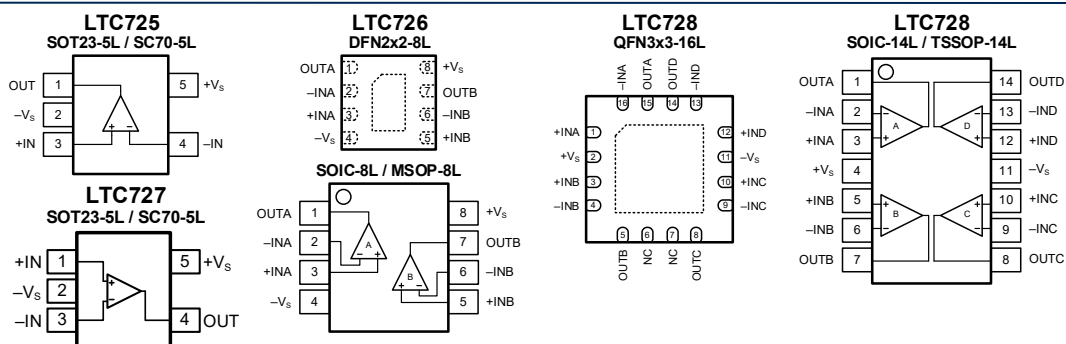 LTC725
SOT23-5L / SC70-5L
OUT 1 5 +VS
–VS 2
+IN 3 4 –IN
LTC727
SOT23-5L / SC70-5L
+IN 1 5 +VS
–VS 2
–IN 3 4 OUT
LTC726
DFN2x2-8L
OUTA 1 8 +VS
–INA 2 7 OUTB
+INA 3 6 –INB
–VS 4 5 +INB
SOIC-8L / MSOP-8L
OUTA 1 8 +VS
–INA 2 A 7 OUTB
+INA 3 B 6 –INB
–VS 4 5 +INB
LTC728
QFN3x3-16L
–INA OUTA OUTD –IND
16 15 14 13
+INA 1 12 +IND
+VS 2 11 –VS
+INB 3 10 +INC
–INB 4 9 –INC
5 6 7 8
OUTB NC NC OUTC
LTC728
SOIC-14L / TSSOP-14L
OUTA 1 14 OUTD
–INA 2 A D 13 –IND
+INA 3 12 +IND
+VS 4 11 –VS
+INB 5 B C 10 +INC
–INB 6 9 –INC
OUTB 7 8 OUTC